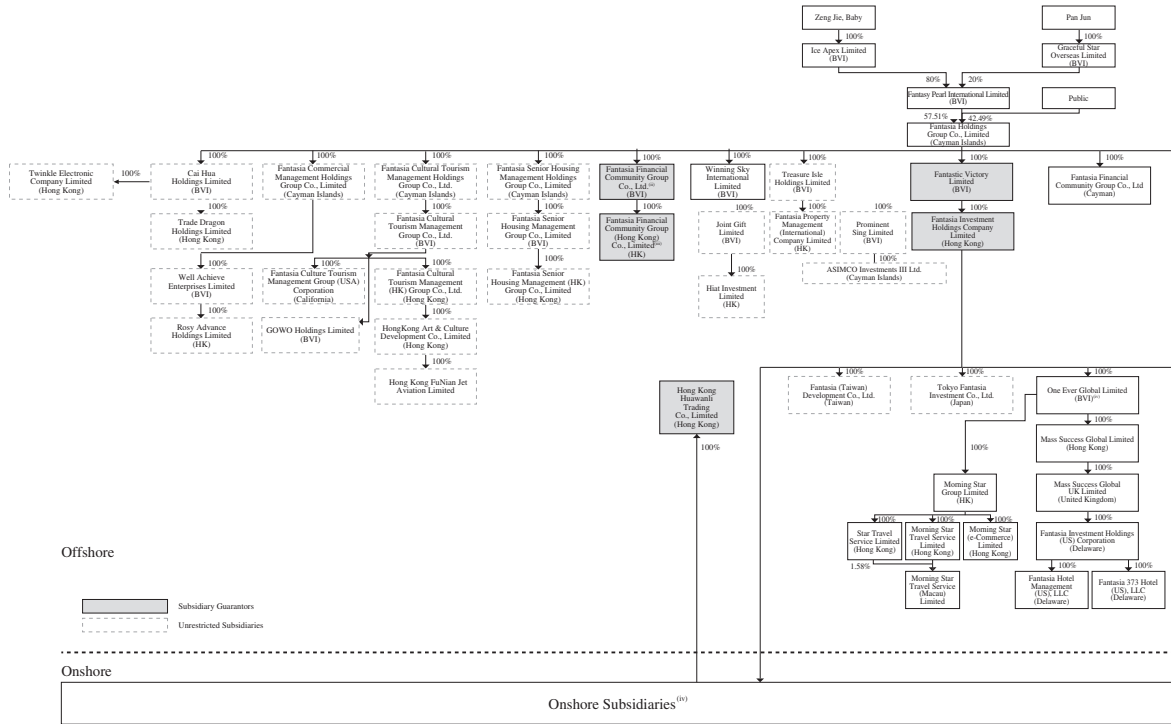 Zeng Jie, Baby
Pan Jun
100%
100%
Ice Apex Limited
(BVI)
Graceful Star
Overseas Limited
(BVI)
80%
20%
Fantasy Pearl International Limited
(BVI)
Public
57.51%
42.49%
Fantasia Holdings
Group Co., Limited
(Cayman Islands)
100%
100%
100%
100%
100%
100%
100%
100%
100%
Twinkle Electronic
Company Limited
(Hong Kong)
100%
Cai Hua
Holdings Limited
(BVI)
Fantasia Commercial
Management Holdings
Group Co., Limited
(Cayman Islands)
Fantasia Cultural Tourism
Management Holdings
Group Co., Ltd.
(Cayman Islands)
Fantasia Senior Housing
Management Holdings
Group Co., Limited
(Cayman Islands)
Fantasia Financial
Community Group
Co., Ltd.
(BVI)
Winning Sky
International
Limited
(BVI)
Treasure Isle
Holdings Limited
(BVI)
Fantastic Victory
Limited
(BVI)
100%
Fantasia Financial
Community Group Co., Ltd
(Cayman)
100%
Trade Dragon
Holdings Limited
(Hong Kong)
100%
Fantasia Cultural
Tourism Management
Group Co., Ltd.
(BVI)
100%
Fantasia Senior
Housing Management
Group Co., Limited
(BVI)
100%
Fantasia Financial
Community Group
(Hong Kong)
Co., Limited
(HK)
100%
Joint Gift
Limited
(BVI)
100%
Fantasia Property
Management
(International)
Company Limited
(HK)
100%
Prominent
Sing Limited
(BVI)
100%
Fantasia Investment
Holdings Company
Limited
(Hong Kong)
100%
Well Achieve
Enterprises Limited
(BVI)
100%
Fantasia Culture Tourism
Management Group (USA)
Corporation
(California)
100%
Fantasia Cultural
Tourism Management
(HK) Group Co., Ltd.
(Hong Kong)
100%
Fantasia Senior
Housing Management (HK)
Group Co., Limited
(Hong Kong)
100%
Hiat Investment
Limited
(HK)
100%
ASIMCO Investments III Ltd.
(Cayman Islands)
100%
Rosy Advance
Holdings Limited
(HK)
100%
GOWO Holdings Limited
(BVI)
100%
HongKong Art & Culture
Development Co., Limited
(Hong Kong)
100%
Hong Kong FuNian Jet
Aviation Limited
Hong Kong
Huawanli
Trading
Co., Limited
(Hong Kong)
100%
100%
100%
100%
100%
Fantasia (Taiwan)
Development Co., Ltd.
(Taiwan)
Tokyo Fantasia
Investment Co., Ltd.
(Japan)
One Ever Global Limited
(BVI)
100%
100%
Mass Success Global Limited
(Hong Kong)
100%
Morning Star
Group Limited
(HK)
Mass Success Global
UK Limited
(United Kingdom)
100%
100%
100%
100%
Star Travel
Service Limited
(Hong Kong)
Morning Star
Travel Service
Limited
(Hong Kong)
Morning Star
(e-Commerce)
Limited
(Hong Kong)
Fantasia Investment Holdings
(US) Corporation
(Delaware)
1.58%
100%
100%
Morning Star
Travel Service
(Macau)
Limited
Fantasia Hotel
Management
(US), LLC
(Delaware)
Fantasia 373 Hotel
(US), LLC
(Delaware)
Offshore
Subsidiary Guarantors
Unrestricted Subsidiaries
Onshore
Onshore Subsidiaries(iv)